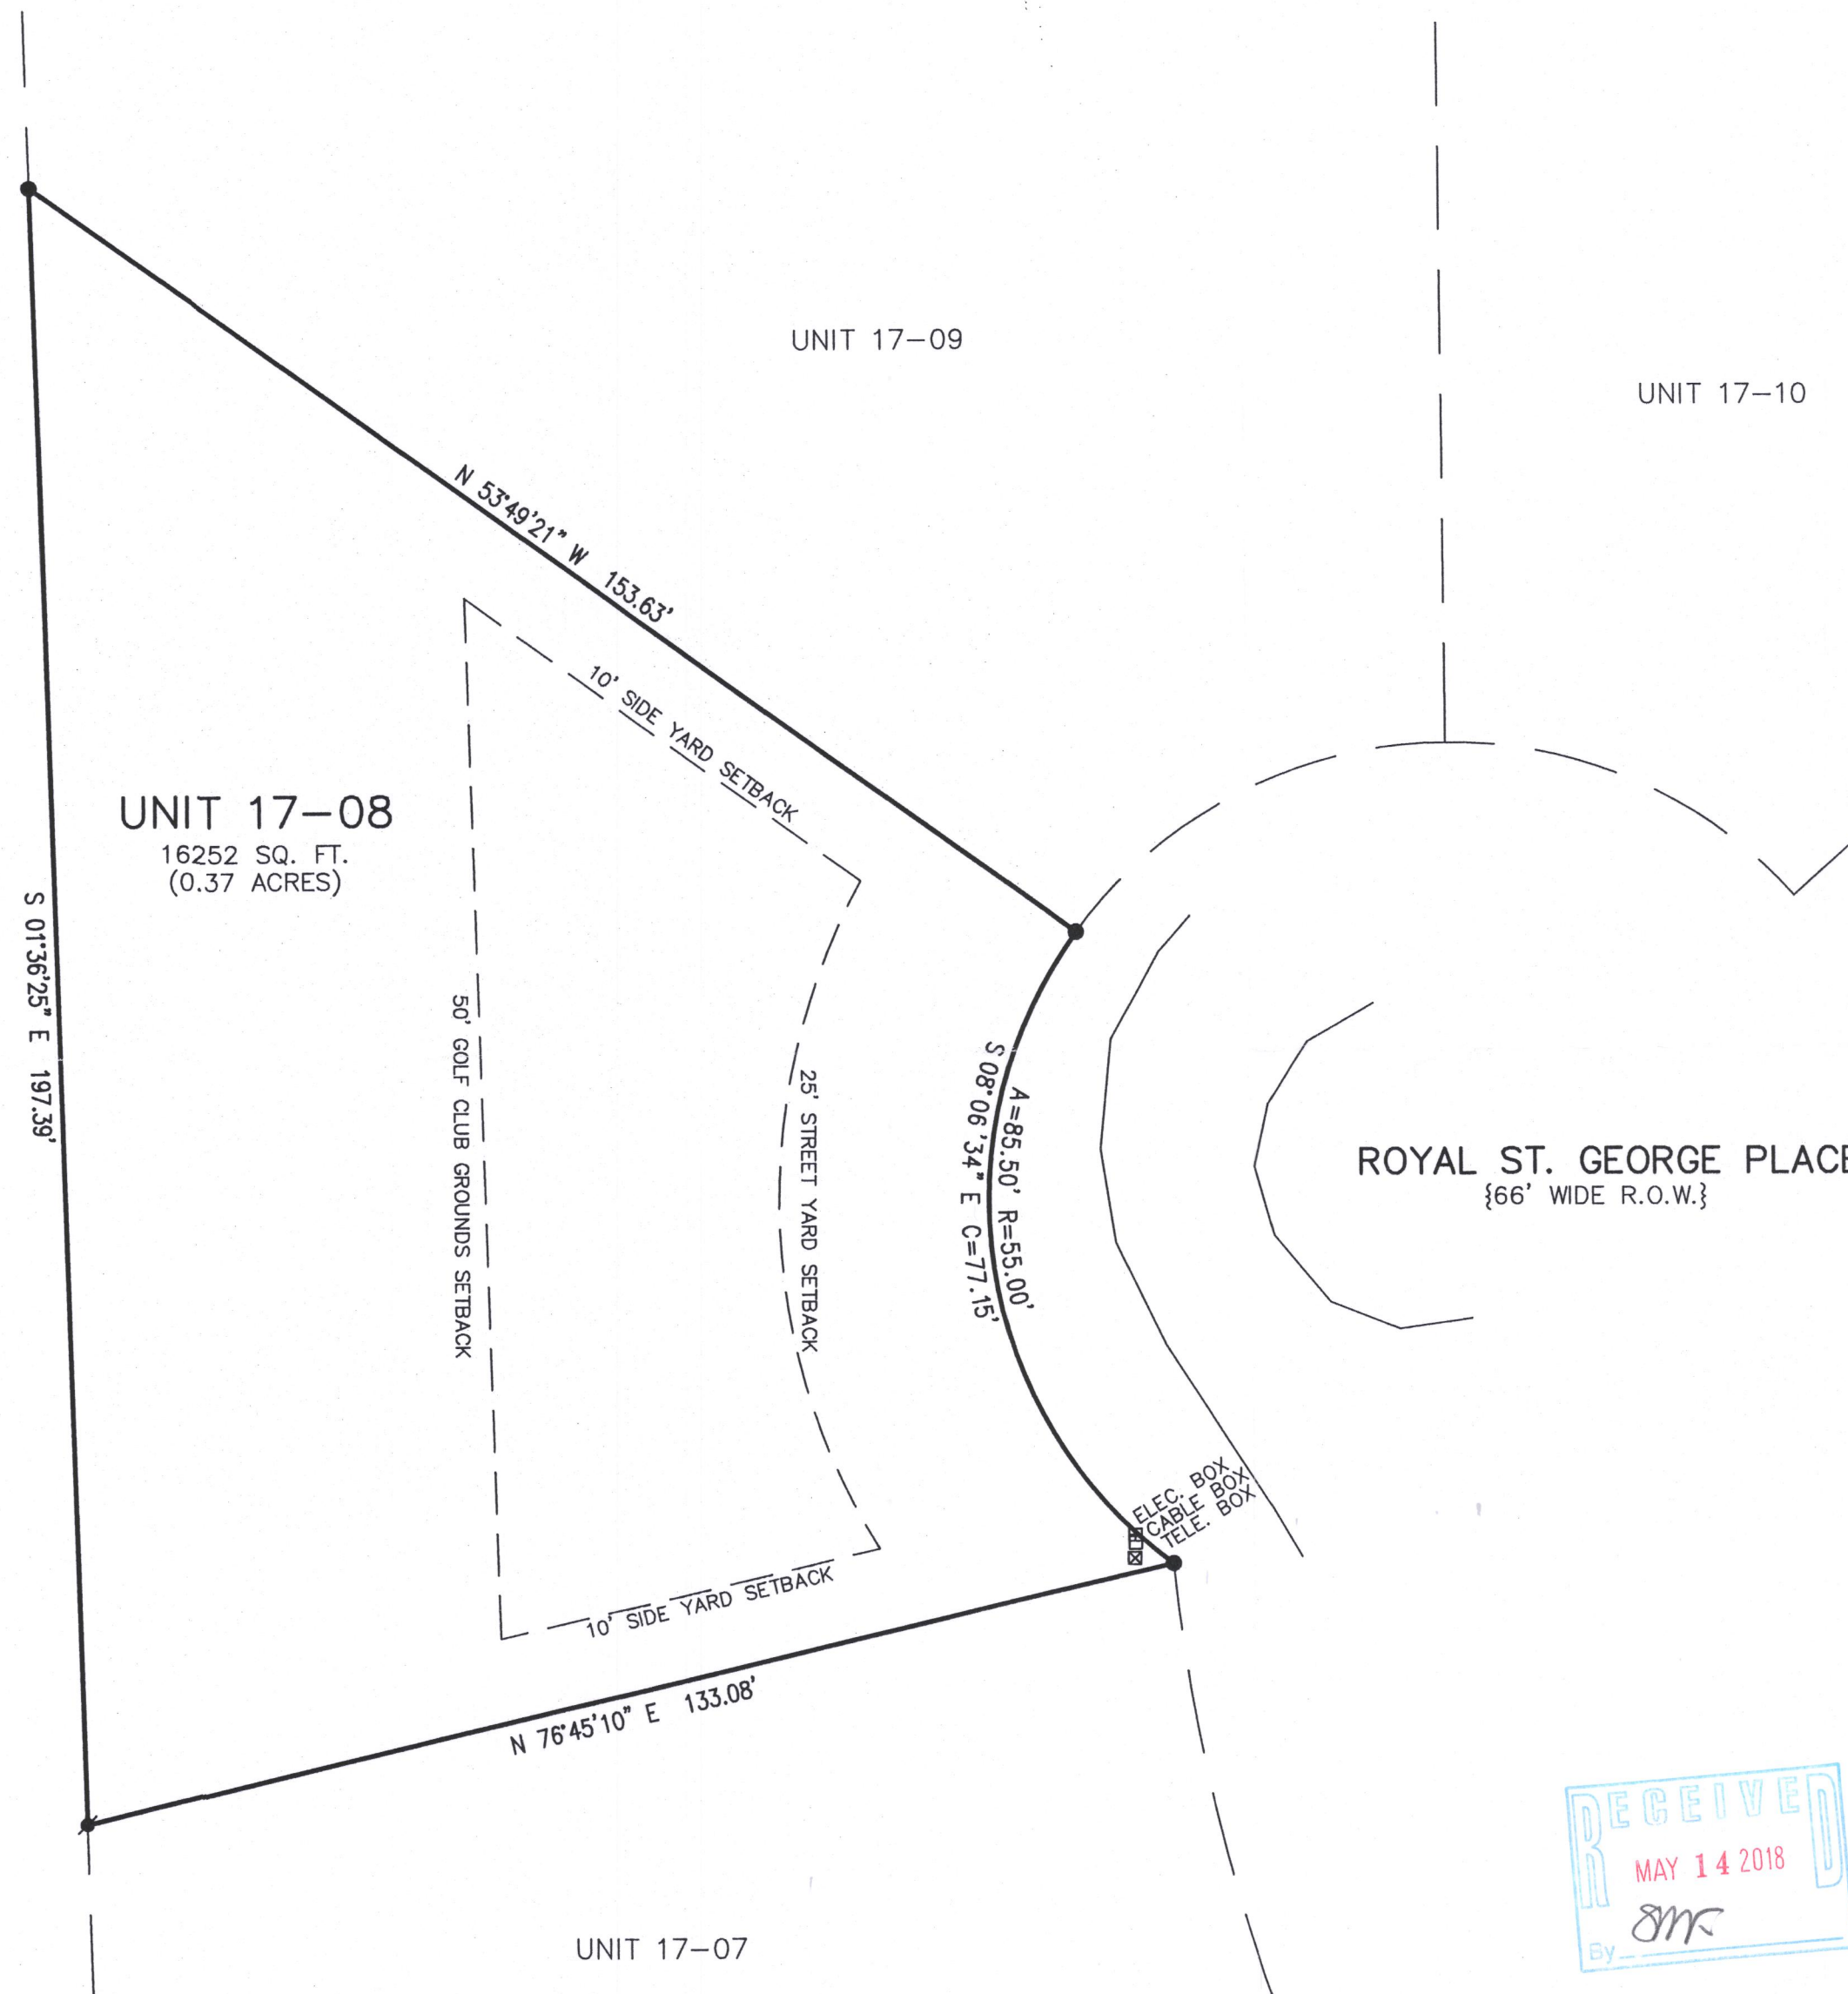 UNIT 17-09
UNIT 17-10
N 53°49'21" W 153.63'
10' SIDE YARD SETBACK
UNIT 17-08
16252 SQ. FT.
(0.37 ACRES)
S 01°36'25" E 197.39'
50' GOLF CLUB GROUNDS SETBACK
25' STREET YARD SETBACK
A=85.50' R=55.00'
S 08°06'34" E C=77.15'
ROYAL ST. GEORGE PLACE
{66' WIDE R.O.W.}
ELEC. BOX
CABLE BOX
TELE. BOX
10' SIDE YARD SETBACK
N 76°45'10" E 133.08'
UNIT 17-07
RECEIVED
MAY 14 2018
By